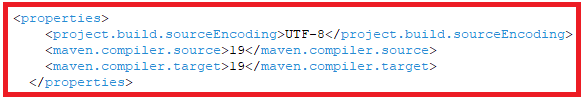 <properties>
<project.build.sourceEncoding>UTF-8</project.build.sourceEncoding>
<maven.compiler.source>19</maven.compiler.source>
<maven.compiler.target>19</maven.compiler.target>
</properties>